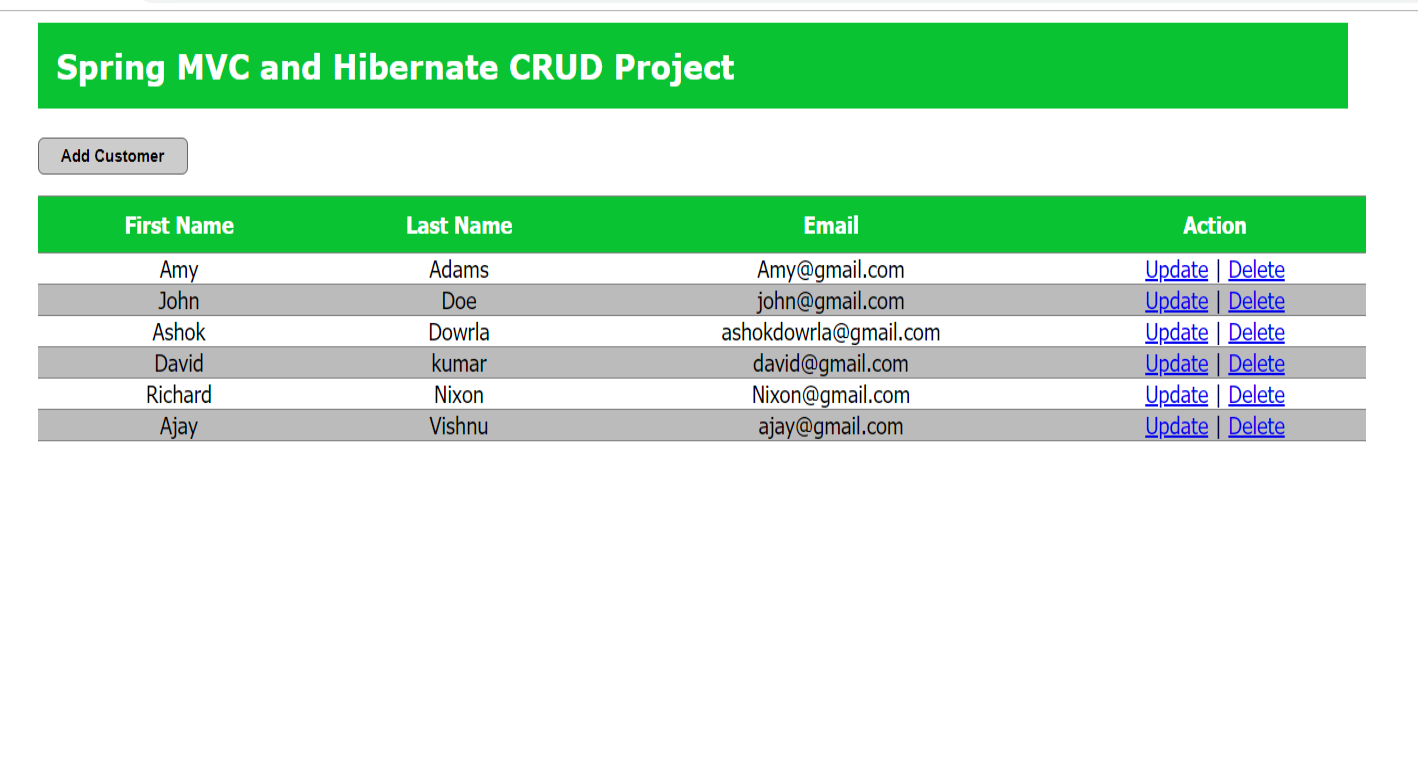 Spring MVC and Hibernate CRUD Project
Add Customer
First Name Last Name Email Action
Amy Adams Amy@gmail.com Update | Delete
John Doe john@gmail.com Update | Delete
Ashok Dowrla ashokdowrla@gmail.com Update | Delete
David kumar david@gmail.com Update | Delete
Richard Nixon Nixon@gmail.com Update | Delete
Ajay Vishnu ajay@gmail.com Update | Delete